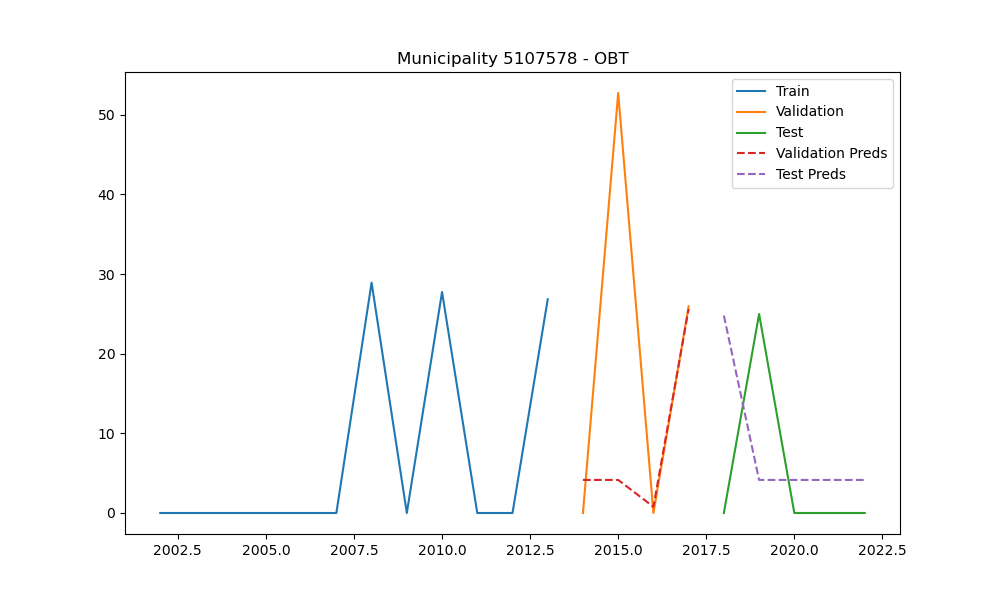 Municipality 5107578 - OBT
Train
Validation
Test
Validation Preds
Test Preds
50
40
30
20
10
0
2002.5 2005.0 2007.5 2010.0 2012.5 2015.0 2017.5 2020.0 2022.5